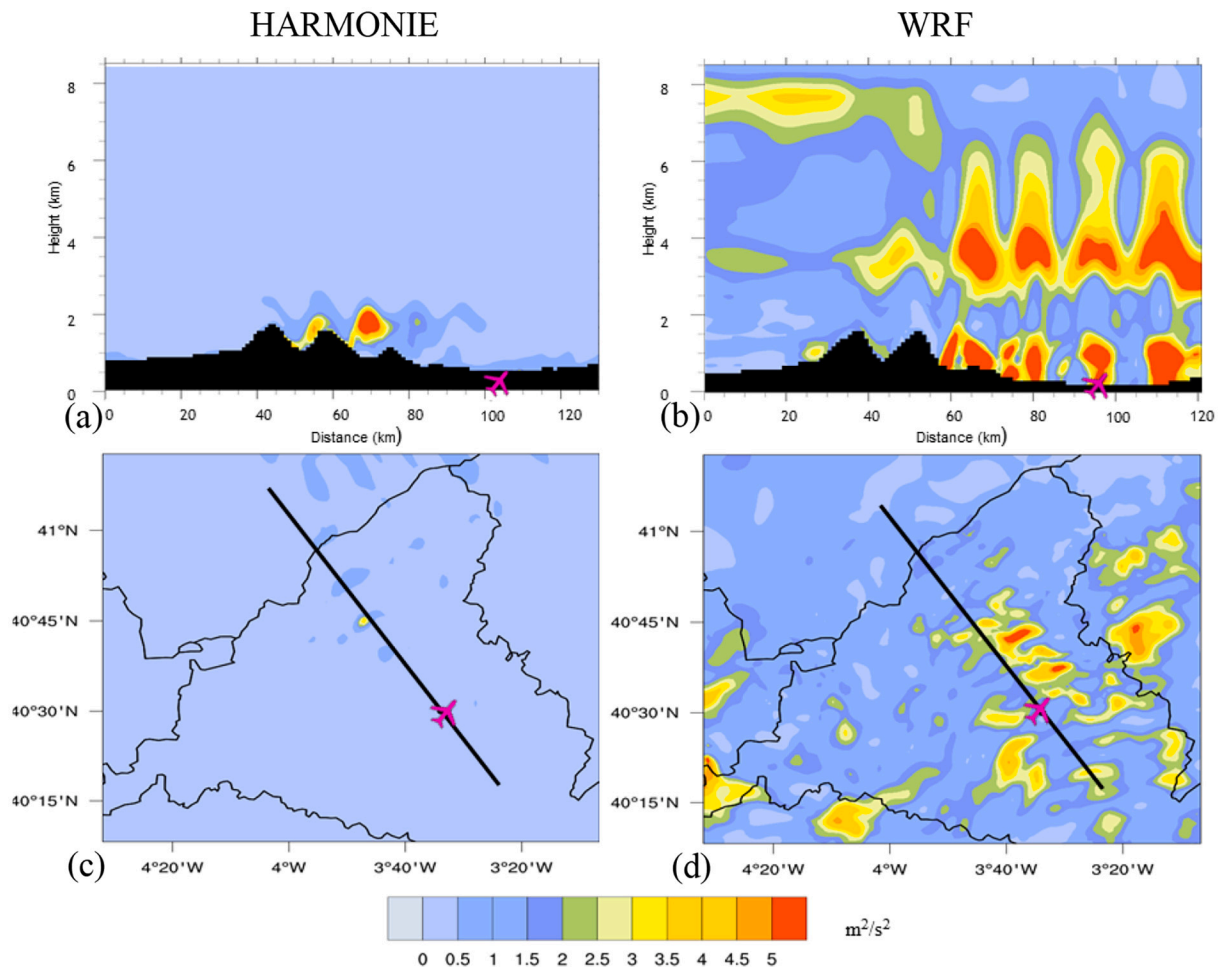 HARMONIE WRF
8 8
6 6
Height (km) Height (km)
4 4
2 2
0 0
(a) 0 20 40 60 80 100 120 (b) 0 20 40 60 80 100 120
Distance (km) Distance (km)
41°N 41°N
40°45'N 40°45'N
40°30'N 40°30'N
40°15'N 40°15'N
(c) 4°20'W 4°W 3°40'W 3°20'W (d) 4°20'W 4°W 3°40'W 3°20'W
m²/s²
0 0.5 1 1.5 2 2.5 3 3.5 4 4.5 5